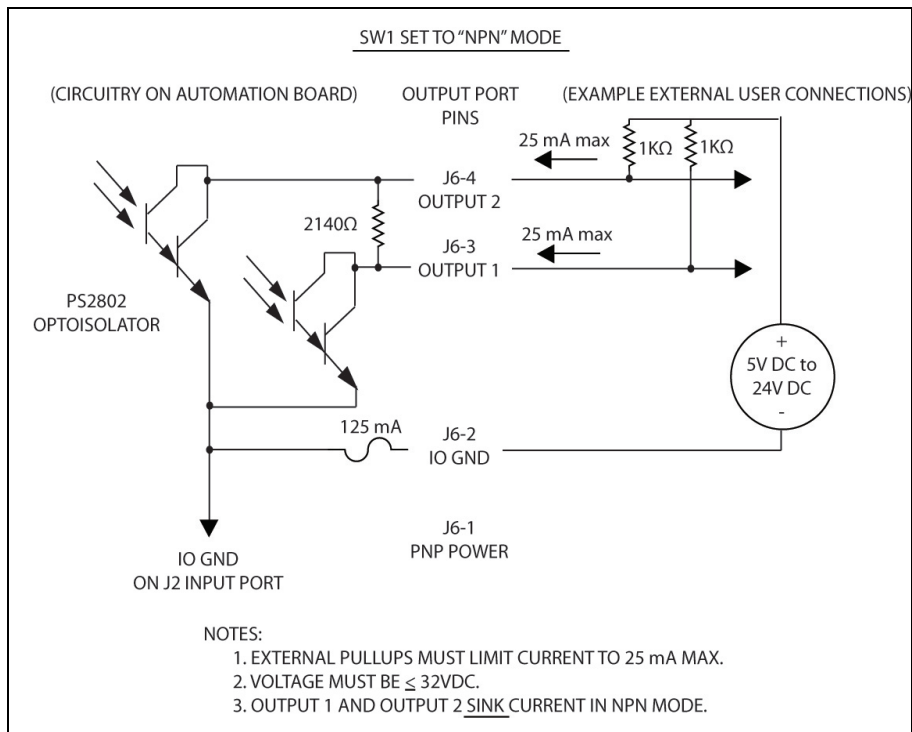 SW1 SET TO “NPN” MODE
(CIRCUITRY ON AUTOMATION BOARD)
OUTPUT PORT
PINS
(EXAMPLE EXTERNAL USER CONNECTIONS)
25 mA max
1KΩ
1KΩ
J6-4
OUTPUT 2
2140Ω
25 mA max
J6-3
OUTPUT 1
PS2802
OPTOISOLATOR
+
5V DC to
24V DC
-
125 mA
J6-2
IO GND
J6-1
PNP POWER
IO GND
ON J2 INPUT PORT
NOTES:
1. EXTERNAL PULLUPS MUST LIMIT CURRENT TO 25 mA MAX.
2. VOLTAGE MUST BE ≤ 32VDC.
3. OUTPUT 1 AND OUTPUT 2 SINK CURRENT IN NPN MODE.